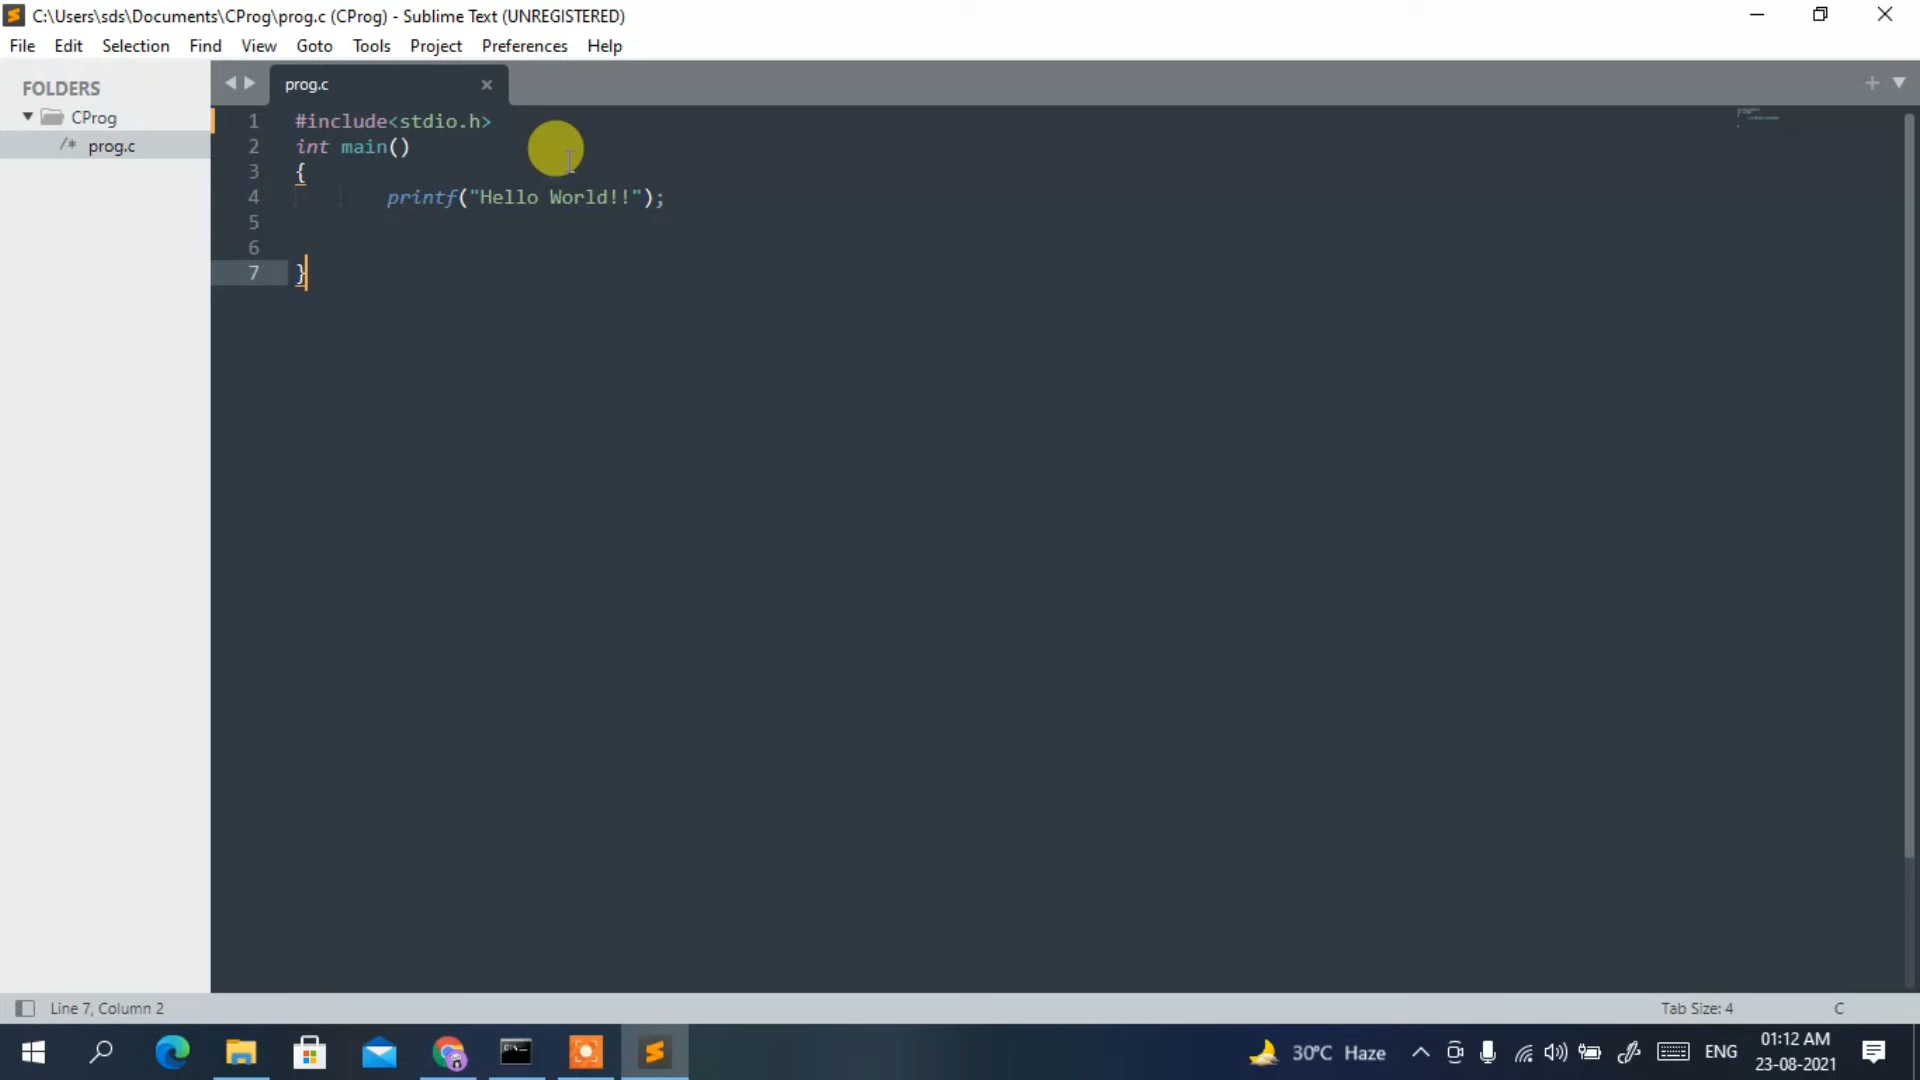 C:\Users\sds\Documents\CProg\prog.c (CProg) - Sublime Text (UNREGISTERED)
File Edit Selection Find View Goto Tools Project Preferences Help
FOLDERS
CProg
/* prog.c
prog.c
1 #include<stdio.h>
2 int main()
3 {
4 printf("Hello World!!");
5
6
7 }
Line 7, Column 2
Tab Size: 4
C
30°C Haze
ENG
01:12 AM
23-08-2021